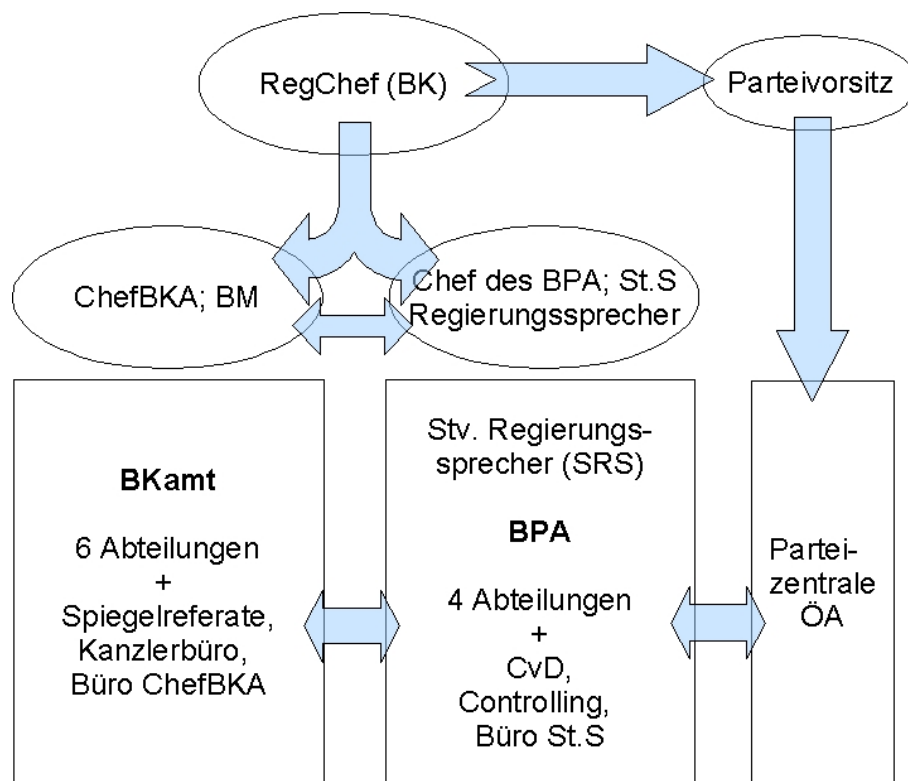 RegChef (BK)
Parteivorsitz
ChefBKA; BM
Chef des BPA; St.S
Regierungssprecher
BKamt
6 Abteilungen
+
Spiegelreferate,
Kanzlerbüro,
Büro ChefBKA
Stv. Regierungs-
sprecher (SRS)
BPA
4 Abteilungen
+
CvD,
Controlling,
Büro St.S
Partei-
zentrale
ÖA